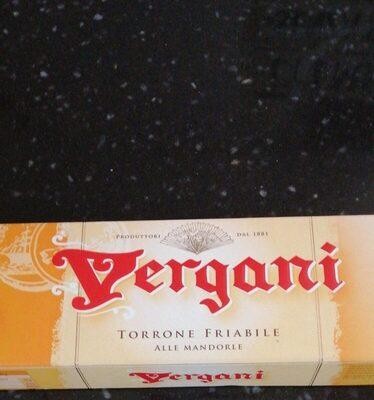 PRODUTTORI DAL 1881
Vergani
TORRONE FRIABILE
ALLE MANDORLE
Vergani